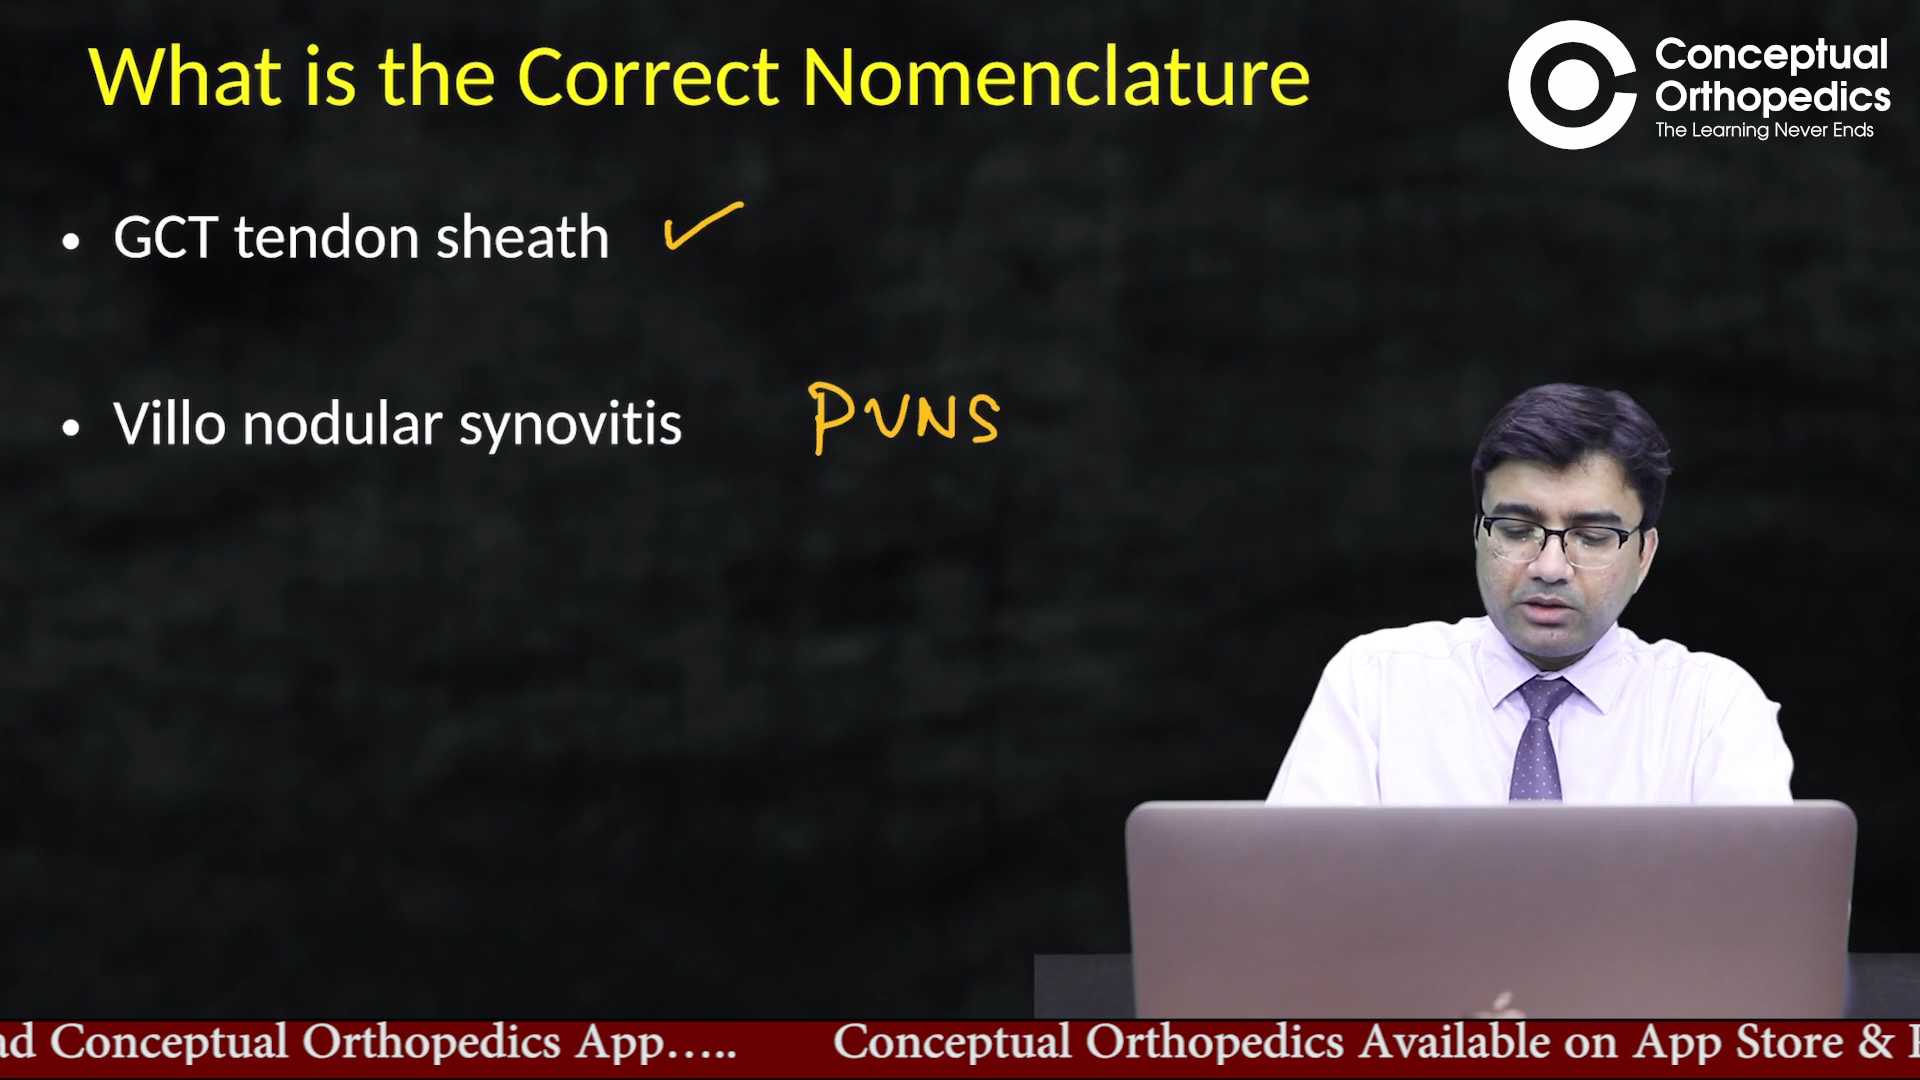 What is the Correct Nomenclature
Conceptual
Orthopedics
The Learning Never Ends
• GCT tendon sheath ✓
• Villo nodular synovitis PVNS
ad Conceptual Orthopedics App….. Conceptual Orthopedics Available on App Store &